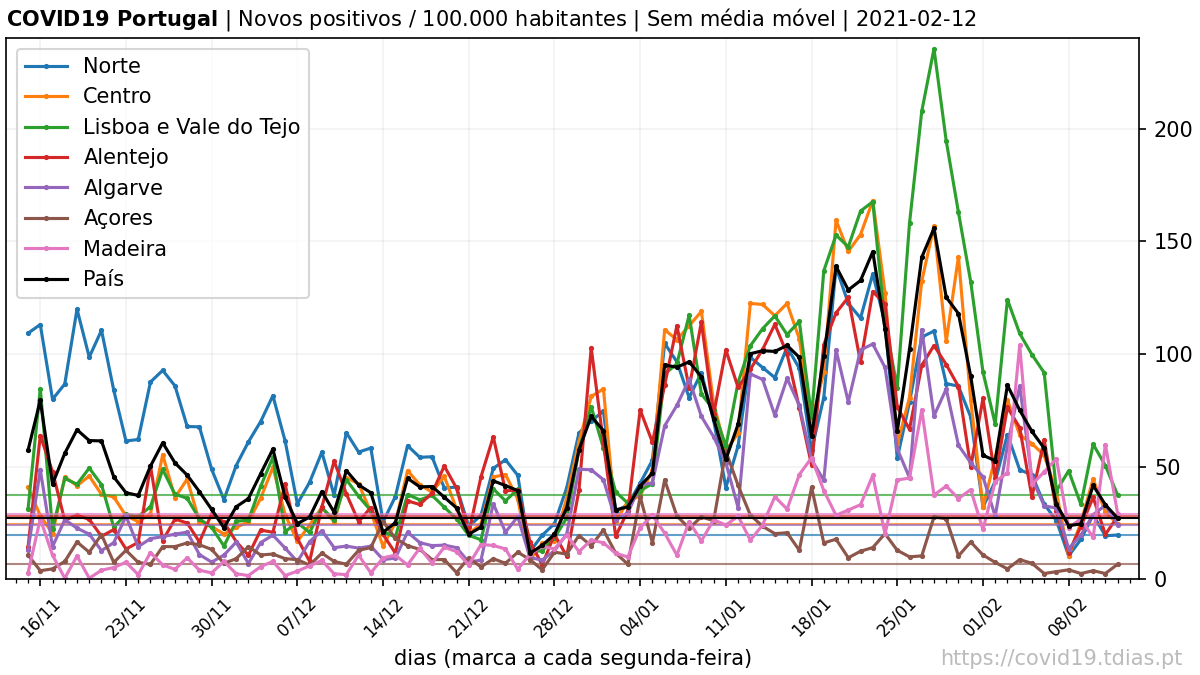 COVID19 Portugal | Novos positivos / 100.000 habitantes | Sem média móvel | 2021-02-12
Norte
Centro
Lisboa e Vale do Tejo
Alentejo
Algarve
Açores
Madeira
País
200
150
100
50
0
16/11 23/11 30/11 07/12 14/12 21/12 28/12 04/01 11/01 18/01 25/01 01/02 08/02
dias (marca a cada segunda-feira)
https://covid19.tdias.pt